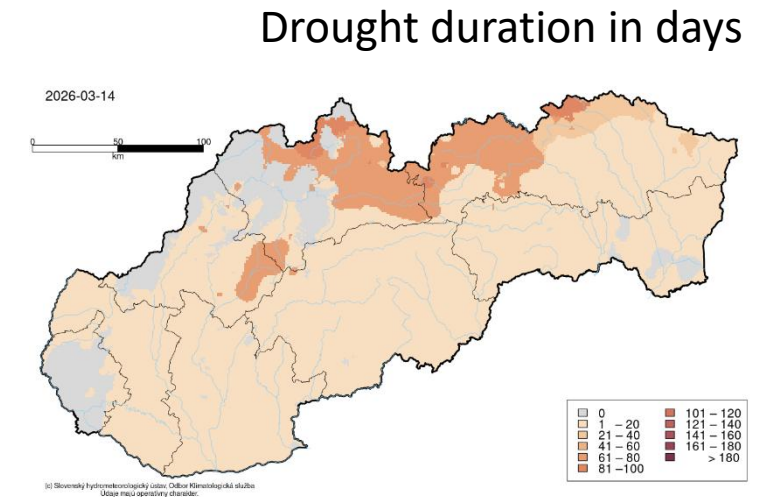 Drought duration in days
2026-03-14
0 50 100
km
0
1 – 20
21 – 40
41 – 60
61 – 80
81 –100
101 – 120
121 – 140
141 – 160
161 – 180
> 180
(c) Slovenský hydrometeorologický ústav, Odbor Klimatologická služba
Údaje majú operatívny charakter.